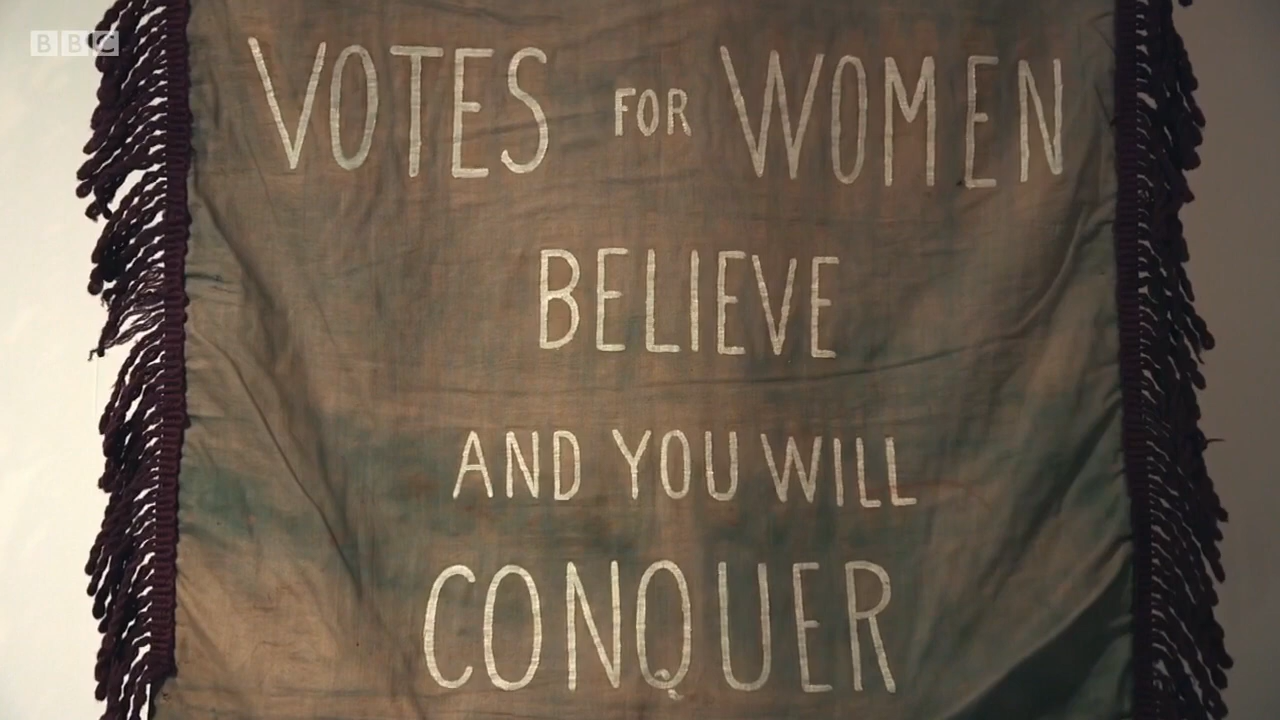 BBC
VOTES FOR WOMEN
BELIEVE
AND YOU WILL
CONQUER